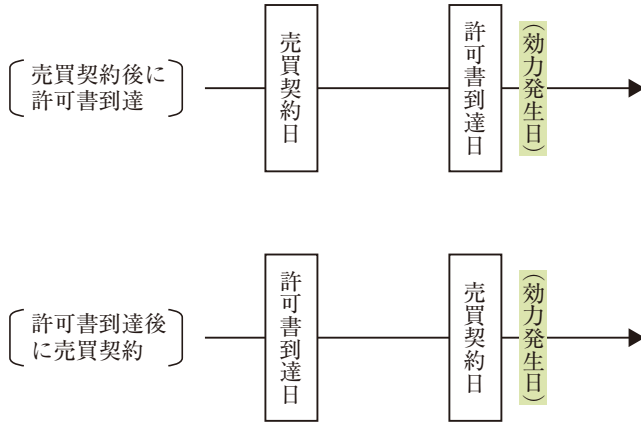 売買契約後に
許可書到達
売買契約日
許可書到達日
(効力発生日)
許可書到達後
に売買契約
許可書到達日
売買契約日
(効力発生日)